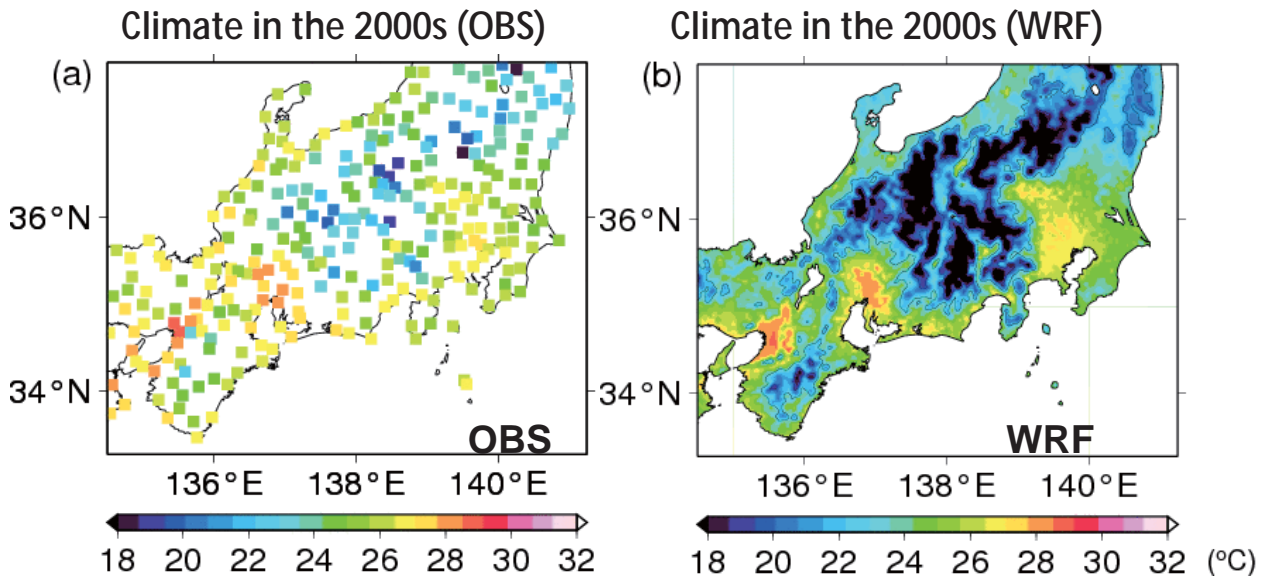 Climate in the 2000s (OBS)
Climate in the 2000s (WRF)
(a)
(b)
36°N
34°N
36°N
34°N
OBS
WRF
136°E 138°E 140°E
136°E 138°E 140°E
18 20 22 24 26 28 30 32
18 20 22 24 26 28 30 32 (°C)